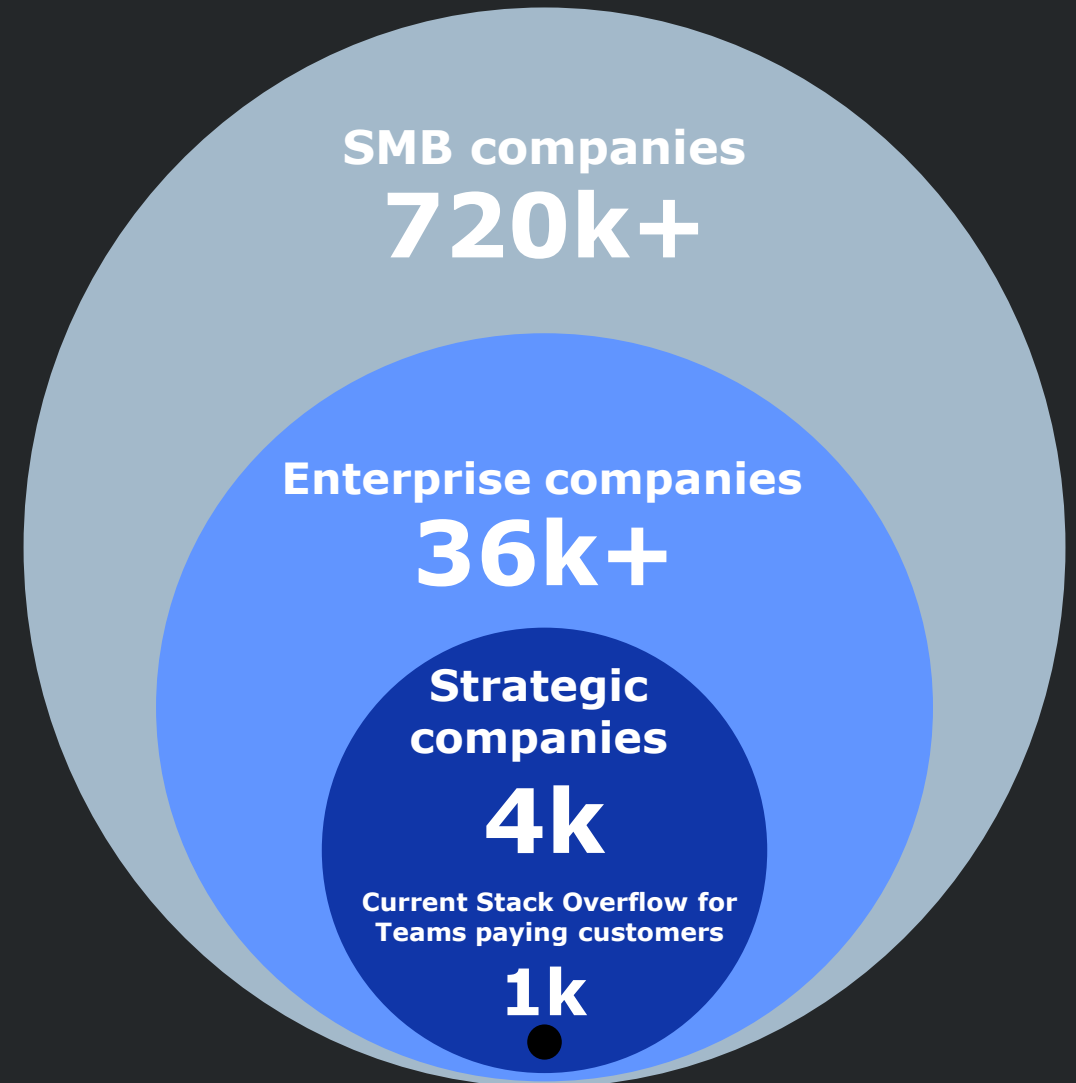 SMB companies
720k+
Enterprise companies
36k+
Strategic
companies
4k
Current Stack Overflow for
Teams paying customers
1k